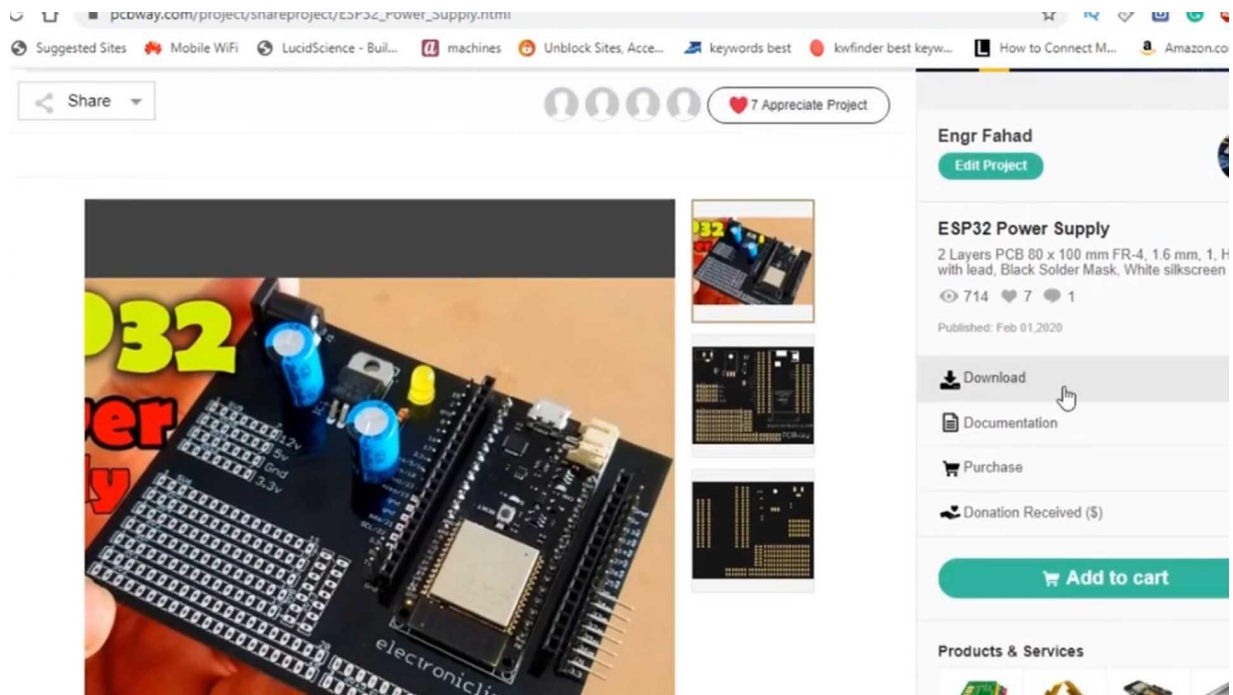 pcbway.com/project/shareproject/ESP32_Power_Supply.html
Suggested Sites Mobile WiFi LucidScience - Buil... machines Unblock Sites, Acce... keywords best kwfinder best keyw... How to Connect M... Amazon.co
Share
7 Appreciate Project
Engr Fahad
Edit Project
ESP32 Power Supply
2 Layers PCB 80 x 100 mm FR-4, 1.6 mm, 1, H
with lead, Black Solder Mask, White silkscreen
714 7 1
Published: Feb 01,2020
Download
Documentation
Purchase
Donation Received ($)
Add to cart
Products & Services
P32
wer
ly
12v
5v
Gnd
3.3v
electronicli